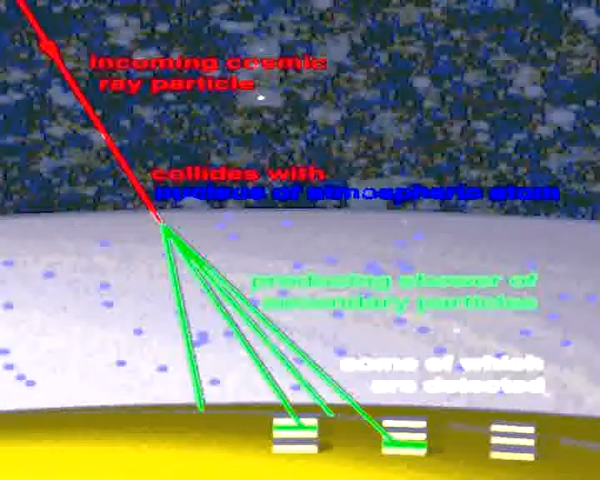 incoming cosmic
ray particle
collides with
nucleus of atmospheric atom
producing shower of
secondary particles
some of which
are detected.